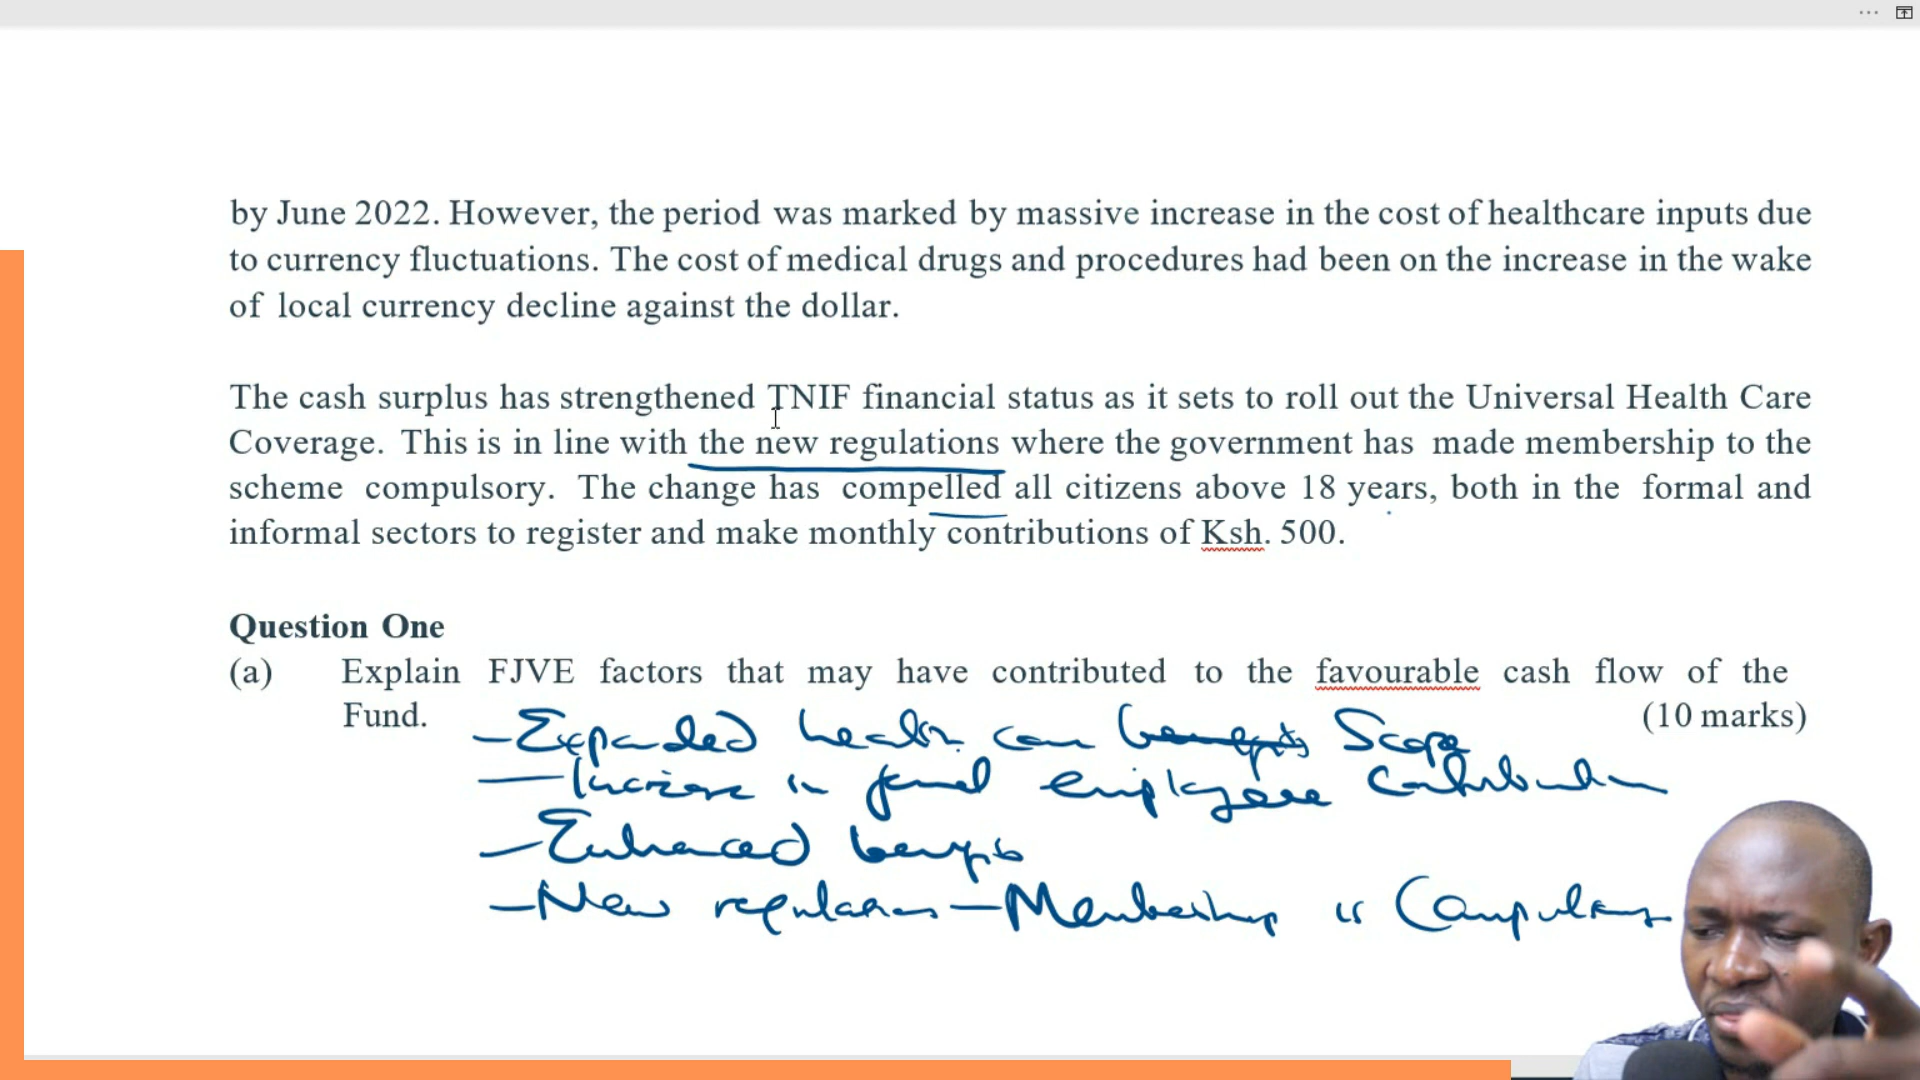 by June 2022. However, the period was marked by massive increase in the cost of healthcare inputs due
to currency fluctuations. The cost of medical drugs and procedures had been on the increase in the wake
of local currency decline against the dollar.
The cash surplus has strengthened TNIF financial status as it sets to roll out the Universal Health Care
Coverage. This is in line with the new regulations where the government has made membership to the
scheme compulsory. The change has compelled all citizens above 18 years, both in the formal and
informal sectors to register and make monthly contributions of Ksh. 500.
Question One
(a) Explain FJVE factors that may have contributed to the favourable cash flow of the
Fund. (10 marks)
- Expanded health care benefits Scope
- Increase in formal employee Contribution
- Enhanced benefits
- New regulations - Membership is Compulsory